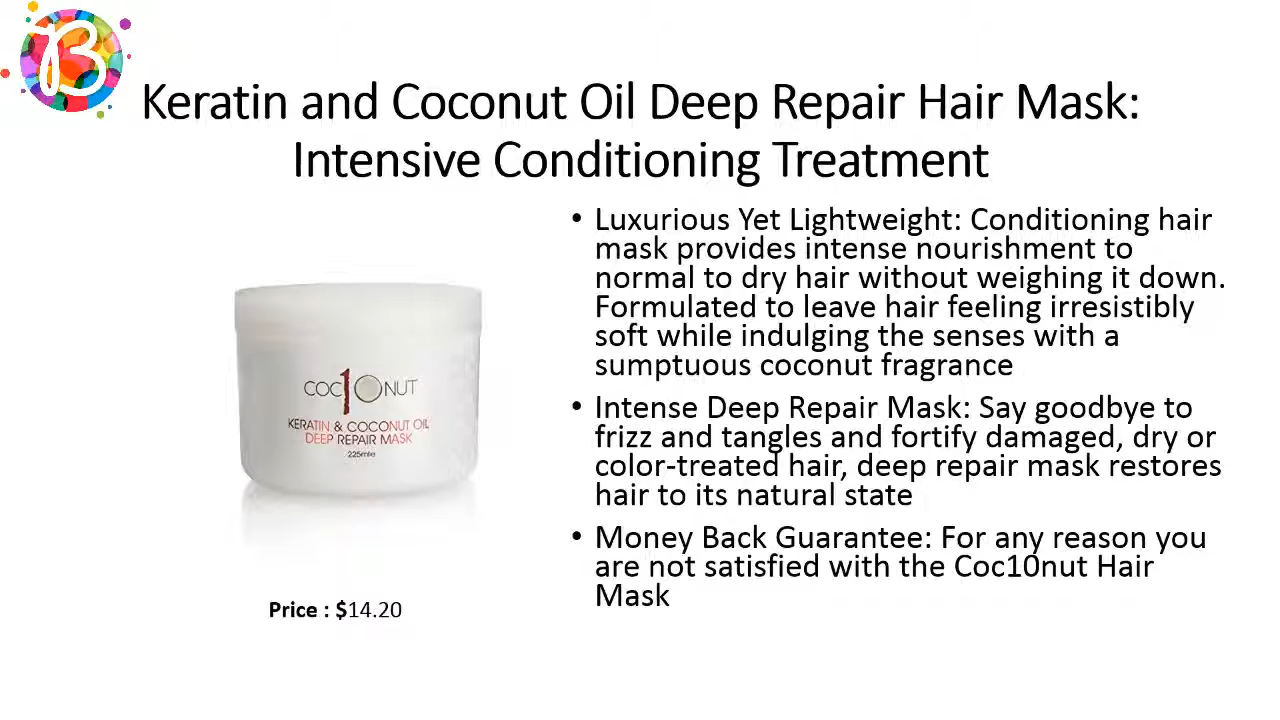 B
Keratin and Coconut Oil Deep Repair Hair Mask:
Intensive Conditioning Treatment
• Luxurious Yet Lightweight: Conditioning hair
mask provides intense nourishment to
normal to dry hair without weighing it down.
Formulated to leave hair feeling irresistibly
soft while indulging the senses with a
sumptuous coconut fragrance
• Intense Deep Repair Mask: Say goodbye to
frizz and tangles and fortify damaged, dry or
color-treated hair, deep repair mask restores
hair to its natural state
• Money Back Guarantee: For any reason you
are not satisfied with the Coc10nut Hair
Mask
COC10NUT
KERATIN & COCONUT OIL
DEEP REPAIR MASK
225mle
Price : $14.20